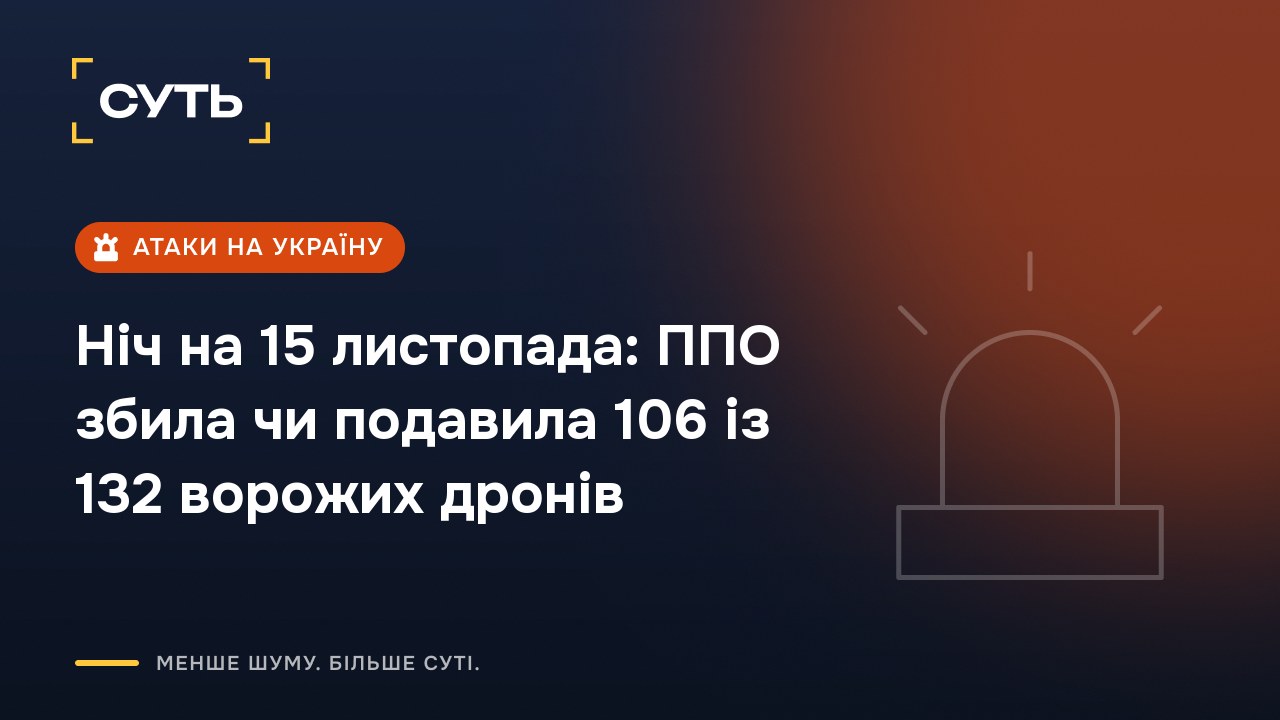 СУТЬ
АТАКИ НА УКРАЇНУ
Ніч на 15 листопада: ППО
збила чи подавила 106 із
132 ворожих дронів
МЕНШЕ ШУМУ. БІЛЬШЕ СУТІ.